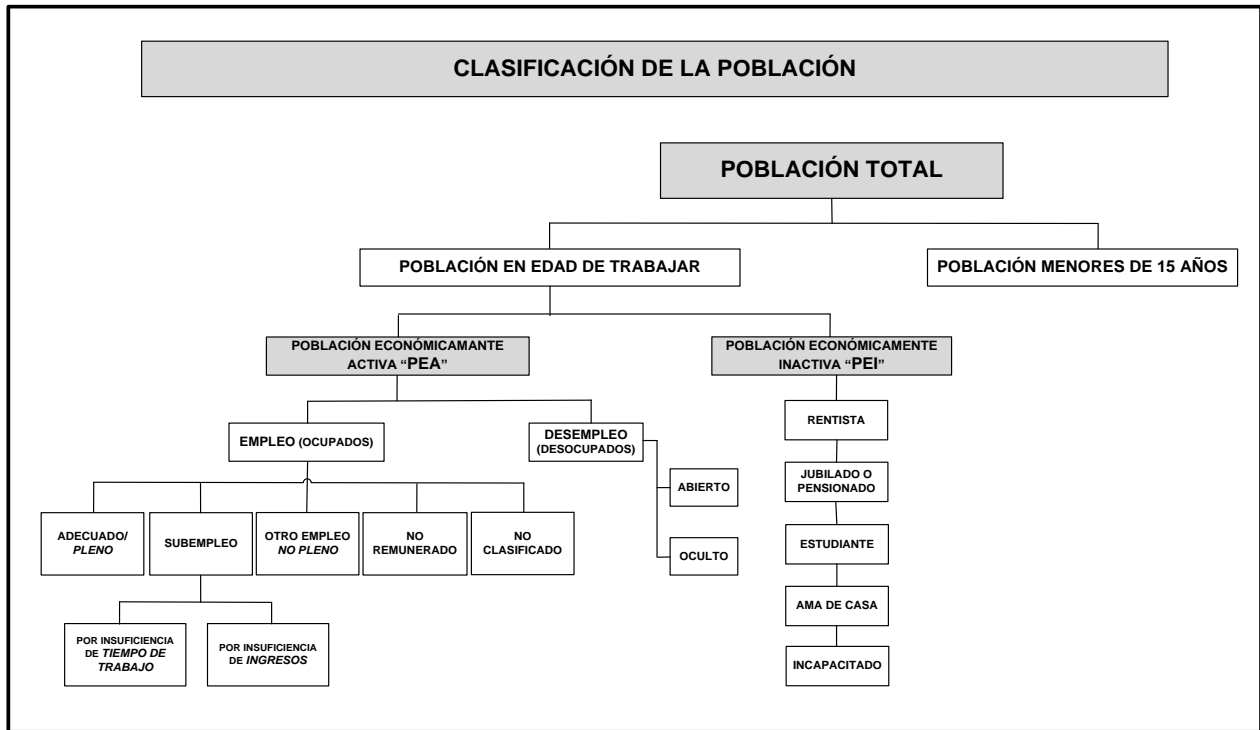 CLASIFICACIÓN DE LA POBLACIÓN
POBLACIÓN TOTAL
POBLACIÓN EN EDAD DE TRABAJAR
POBLACIÓN MENORES DE 15 AÑOS
POBLACIÓN ECONÓMICAMANTE
ACTIVA “PEA”
POBLACIÓN ECONÓMICAMENTE
INACTIVA “PEI”
EMPLEO (OCUPADOS)
DESEMPLEO
(DESOCUPADOS)
ABIERTO
OCULTO
ADECUADO/
PLENO
SUBEMPLEO
OTRO EMPLEO
NO PLENO
NO
REMUNERADO
NO
CLASIFICADO
POR INSUFICIENCIA
DE TIEMPO DE
TRABAJO
POR INSUFICIENCIA
DE INGRESOS
RENTISTA
JUBILADO O
PENSIONADO
ESTUDIANTE
AMA DE CASA
INCAPACITADO